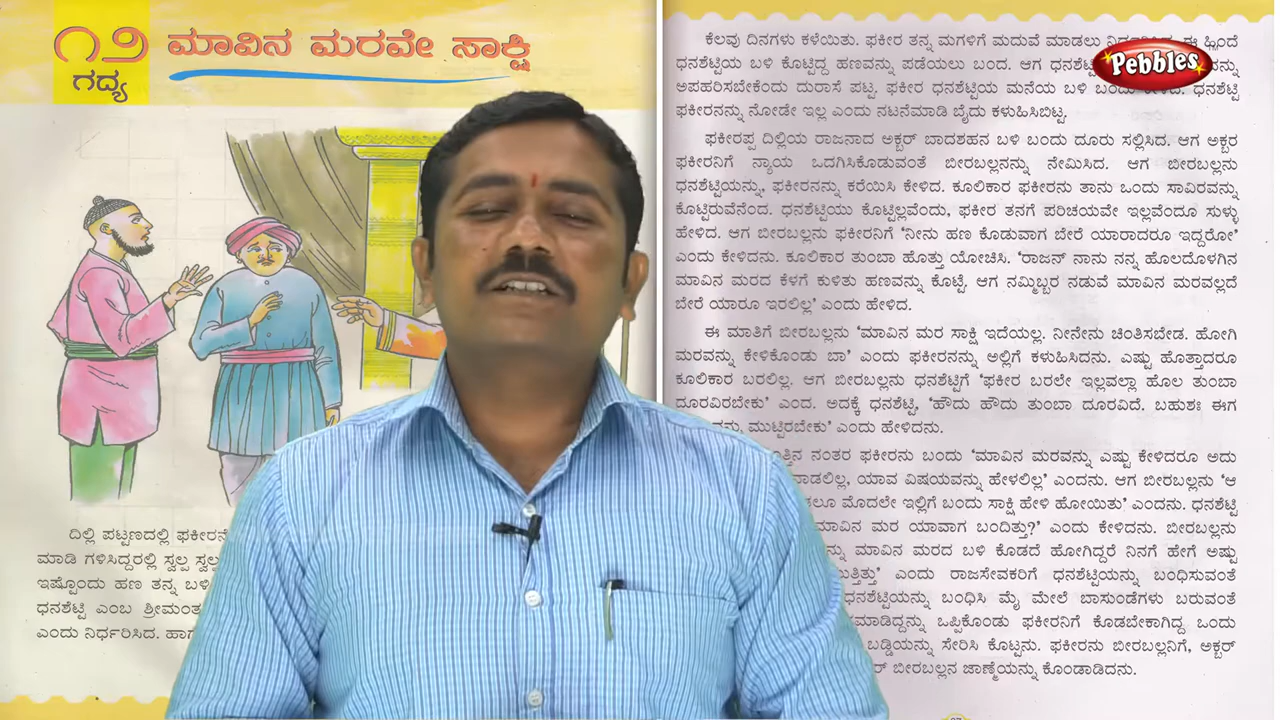 ೧೨
ಗದ್ಯ
ಮಾವಿನ ಮರವೇ ಸಾಕ್ಷಿ
ದಿಲ್ಲಿ ಪಟ್ಟಣದಲ್ಲಿ
ಮಾಡಿ ಗಳಿಸಿದ್ದರಲ್ಲಿ ಸ್ವಲ್ಪ
ಇಷ್ಟೊಂದು ಹಣ ತನ್ನ
ಧನಶೆಟ್ಟಿ ಎಂಬ
ಎಂದು ನಿರ್ಧರಿಸಿದ.
ಕೆಲವು ದಿನಗಳು ಕಳೆಯಿತು. ಫಕೀರ ತನ್ನ ಮಗಳಿಗೆ ಮದುವೆ ಮಾಡಲು ಈ ಹಿಂದೆ
ಧನಶೆಟ್ಟಿಯ ಬಳಿ ಕೊಟ್ಟಿದ್ದ ಹಣವನ್ನು ಪಡೆಯಲು ಬಂದ. ಆಗ
Pebbles
ಅಪಹರಿಸಬೇಕೆಂದು ದುರಾಸೆ ಪಟ್ಟ. ಫಕೀರ ಧನಶೆಟ್ಟಿಯ ಮನೆಯ ಬಳಿ ಬಂದು ಕೇಳಿದ. ಧನಶೆಟ್ಟಿ
ಫಕೀರನನ್ನು ನೋಡೇ ಇಲ್ಲ ಎಂದು ನಟನೆಮಾಡಿ ಬೈದು ಕಳುಹಿಸಿಬಿಟ್ಟ.
ಫಕೀರಪ್ಪ ದಿಲ್ಲಿಯ ರಾಜನಾದ ಅಕ್ಬರ್ ಬಾದಶಹನ ಬಳಿ ಬಂದು ದೂರು ಸಲ್ಲಿಸಿದ. ಆಗ ಅಕ್ಬರ
ಫಕೀರನಿಗೆ ನ್ಯಾಯ ಒದಗಿಸಿಕೊಡುವಂತೆ ಬೀರಬಲ್ಲನನ್ನು ನೇಮಿಸಿದ. ಆಗ ಬೀರಬಲ್ಲನು
ಧನಶೆಟ್ಟಿಯನ್ನು, ಫಕೀರನನ್ನು ಕರೆಯಿಸಿ ಕೇಳಿದ. ಕೂಲಿಕಾರ ಫಕೀರನು ತಾನು ಒಂದು ಸಾವಿರವನ್ನು
ಕೊಟ್ಟಿರುವೆನೆಂದ. ಧನಶೆಟ್ಟಿಯು ಕೊಟ್ಟಿಲ್ಲವೆಂದು, ಫಕೀರ ತನಗೆ ಪರಿಚಯವೇ ಇಲ್ಲವೆಂದೂ ಸುಳ್ಳು
ಹೇಳಿದ. ಆಗ ಬೀರಬಲ್ಲನು ಫಕೀರನಿಗೆ ‘ನೀನು ಹಣ ಕೊಡುವಾಗ ಬೇರೆ ಯಾರಾದರೂ ಇದ್ದರೋ’
ಎಂದು ಕೇಳಿದನು. ಕೂಲಿಕಾರ ತುಂಬಾ ಹೊತ್ತು ಯೋಚಿಸಿ. ‘ರಾಜನ್ ನಾನು ನನ್ನ ಹೊಲದೊಳಗಿನ
ಮಾವಿನ ಮರದ ಕೆಳಗೆ ಕುಳಿತು ಹಣವನ್ನು ಕೊಟ್ಟೆ. ಆಗ ನಮ್ಮಿಬ್ಬರ ನಡುವೆ ಮಾವಿನ ಮರವಲ್ಲದೆ
ಬೇರೆ ಯಾರೂ ಇರಲಿಲ್ಲ’ ಎಂದು ಹೇಳಿದ.
ಈ ಮಾತಿಗೆ ಬೀರಬಲ್ಲನು ‘ಮಾವಿನ ಮರ ಸಾಕ್ಷಿ ಇದೆಯಲ್ಲ. ನೀನೇನು ಚಿಂತಿಸಬೇಡ. ಹೋಗಿ
ಮರವನ್ನು ಕೇಳಿಕೊಂಡು ಬಾ’ ಎಂದು ಫಕೀರನನ್ನು ಅಲ್ಲಿಗೆ ಕಳುಹಿಸಿದನು. ಎಷ್ಟು ಹೊತ್ತಾದರೂ
ಕೂಲಿಕಾರ ಬರಲಿಲ್ಲ. ಆಗ ಬೀರಬಲ್ಲನು ಧನಶೆಟ್ಟಿಗೆ ‘ಫಕೀರ ಬರಲೇ ಇಲ್ಲವಲ್ಲಾ ಹೊಲ ತುಂಬಾ
ದೂರವಿರಬೇಕು’ ಎಂದ. ಅದಕ್ಕೆ ಧನಶೆಟ್ಟಿ, ‘ಹೌದು ಹೌದು ತುಂಬಾ ದೂರವಿದೆ. ಬಹುಶಃ ಈಗ
ಮುಟ್ಟಿರಬೇಕು’ ಎಂದು ಹೇಳಿದನು.
ನಂತರ ಫಕೀರನು ಬಂದು ‘ಮಾವಿನ ಮರವನ್ನು ಎಷ್ಟು ಕೇಳಿದರೂ ಅದು
ಯಾವ ವಿಷಯವನ್ನು ಹೇಳಲಿಲ್ಲ’ ಎಂದನು. ಆಗ ಬೀರಬಲ್ಲನು ‘ಆ
ಮೊದಲೇ ಇಲ್ಲಿಗೆ ಬಂದು ಸಾಕ್ಷಿ ಹೇಳಿ ಹೋಯಿತು’ ಎಂದನು. ಧನಶೆಟ್ಟಿ
ಮಾವಿನ ಮರ ಯಾವಾಗ ಬಂದಿತ್ತು?’ ಎಂದು ಕೇಳಿದನು. ಬೀರಬಲ್ಲನು
ಮಾವಿನ ಮರದ ಬಳಿ ಕೊಡದೆ ಹೋಗಿದ್ದರೆ ನಿನಗೆ ಹೇಗೆ ಅಷ್ಟು
ಎಂದು ರಾಜಸೇವಕರಿಗೆ ಧನಶೆಟ್ಟಿಯನ್ನು ಬಂಧಿಸುವಂತೆ
ಧನಶೆಟ್ಟಿಯನ್ನು ಬಂಧಿಸಿ ಮೈ ಮೇಲೆ ಬಾಸುಂಡೆಗಳು ಬರುವಂತೆ
ಒಪ್ಪಿಕೊಂಡು ಫಕೀರನಿಗೆ ಕೊಡಬೇಕಾಗಿದ್ದ ಒಂದು
ಬಡ್ಡಿಯನ್ನು ಸೇರಿಸಿ ಕೊಟ್ಟನು. ಫಕೀರನು ಬೀರಬಲ್ಲನಿಗೆ, ಅಕ್ಬರ್
ಬೀರಬಲ್ಲನ ಜಾಣ್ಮೆಯನ್ನು ಕೊಂಡಾಡಿದನು.